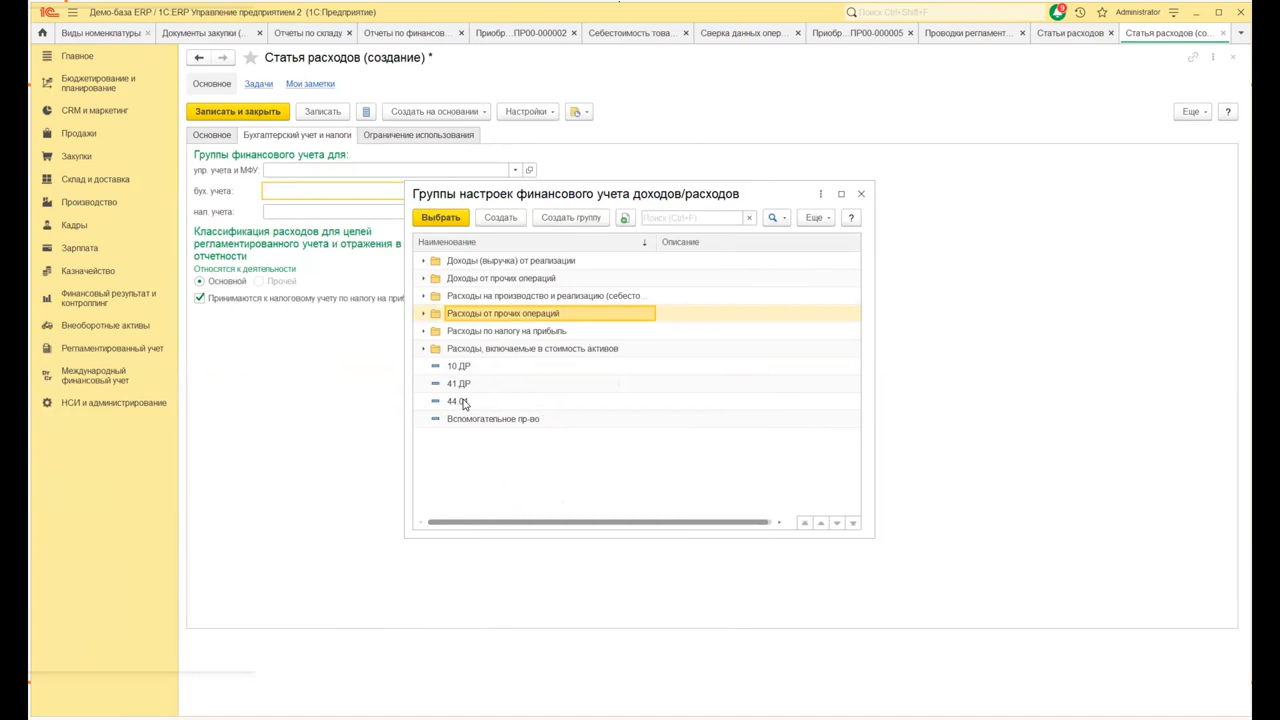 Демо-база ERP / 1С:ERP Управление предприятием 2 (1С:Предприятие)
Поиск Ctrl+Shift+F
Administrator
Виды номенклатуры
Документы закупки (...
Отчеты по складу
Отчеты по финансов...
Приобр...ПР00-000002
Себестоимость това...
Сверка данных опер...
Приобр...ПР00-000005
Проводки регламент...
Статьи расходов
Статья расходов (со...
Главное
Бюджетирование и
планирование
CRM и маркетинг
Продажи
Закупки
Склад и доставка
Производство
Кадры
Зарплата
Казначейство
Финансовый результат и
контроллинг
Внеоборотные активы
Регламентированный учет
Международный
финансовый учет
НСИ и администрирование
Статья расходов (создание) *
Основное
Задачи
Мои заметки
Записать и закрыть
Записать
Создать на основании
Настройки
Еще
?
Основное
Бухгалтерский учет и налоги
Ограничение использования
Группы финансового учета для:
упр. учета и МФУ:
бух. учета:
нал. учета:
Классификация расходов для целей
регламентированного учета и отражения в
отчетности
Относятся к деятельности
Основной
Прочей
Принимаются к налоговому учету по налогу на при
Группы настроек финансового учета доходов/расходов
Выбрать
Создать
Создать группу
Поиск (Ctrl+F)
Еще
?
Наименование
Описание
Доходы (выручка) от реализации
Доходы от прочих операций
Расходы на производство и реализацию (себесто...
Расходы от прочих операций
Расходы по налогу на прибыль
Расходы, включаемые в стоимость активов
10.ДР
41.ДР
Вспомогательное пр-во